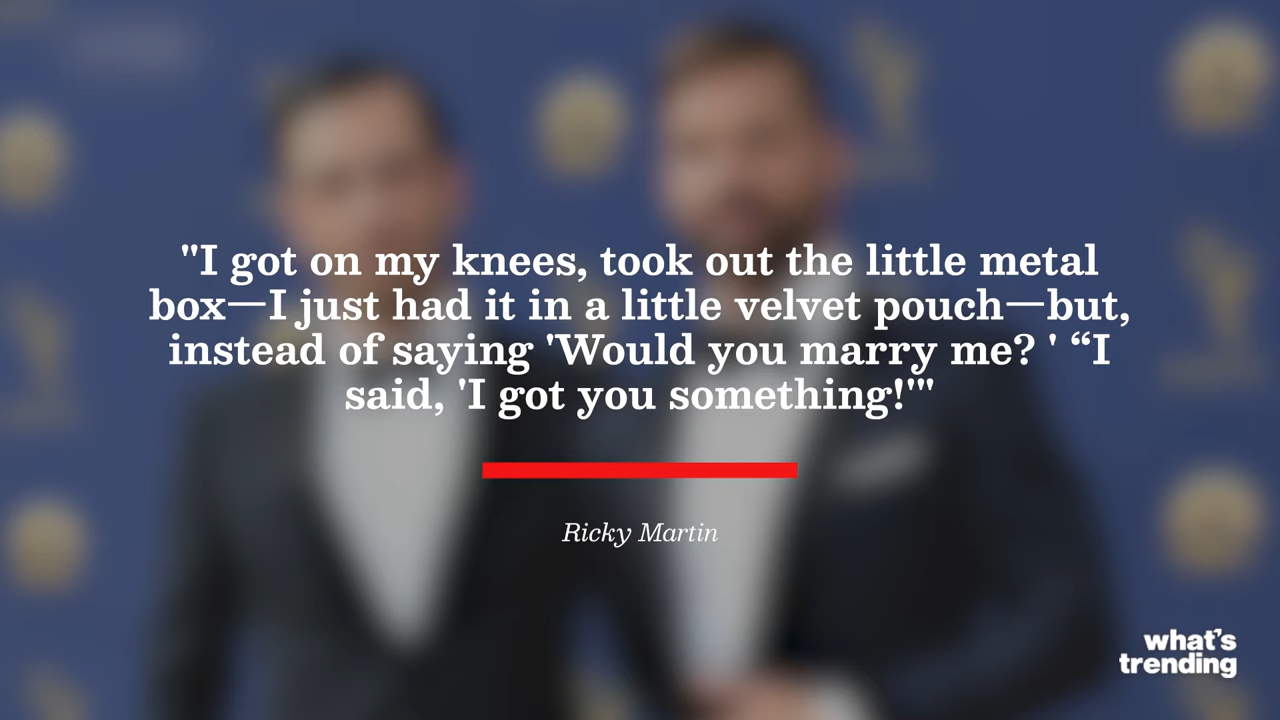 "I got on my knees, took out the little metal
box—I just had it in a little velvet pouch—but,
instead of saying 'Would you marry me? ' “I
said, 'I got you something!'"
Ricky Martin
what's
trending